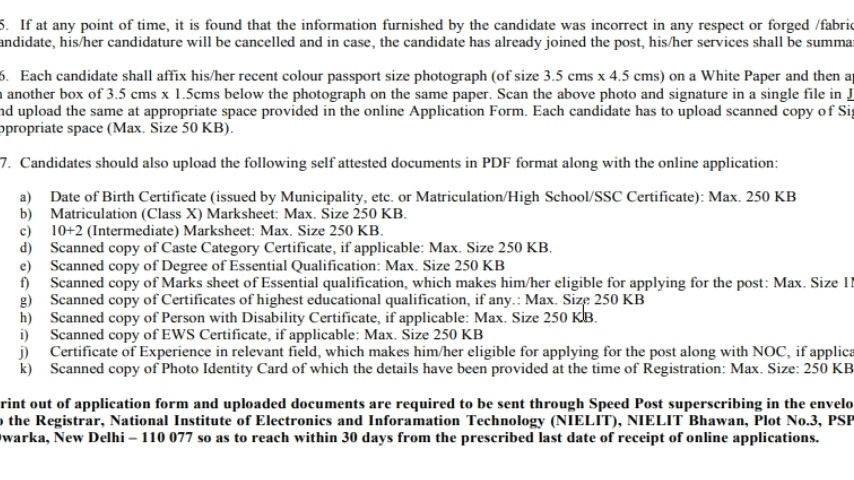 5. If at any point of time, it is found that the information furnished by the candidate was incorrect in any respect or forged /fabric
andidate, his/her candidature will be cancelled and in case, the candidate has already joined the post, his/her services shall be summa
6. Each candidate shall affix his/her recent colour passport size photograph (of size 3.5 cms x 4.5 cms) on a White Paper and then a
another box of 3.5 cms x 1.5cms below the photograph on the same paper. Scan the above photo and signature in a single file in J
nd upload the same at appropriate space provided in the online Application Form. Each candidate has to upload scanned copy of Sig
ppropriate space (Max. Size 50 KB).
7. Candidates should also upload the following self attested documents in PDF format along with the online application:
a) Date of Birth Certificate (issued by Municipality, etc. or Matriculation/High School/SSC Certificate): Max. 250 KB
b) Matriculation (Class X) Marksheet: Max. Size 250 KB.
c) 10+2 (Intermediate) Marksheet: Max. Size 250 KB.
d) Scanned copy of Caste Category Certificate, if applicable: Max. Size 250 KB.
e) Scanned copy of Degree of Essential Qualification: Max. Size 250 KB
f) Scanned copy of Marks sheet of Essential qualification, which makes him/her eligible for applying for the post: Max. Size 1
g) Scanned copy of Certificates of highest educational qualification, if any.: Max. Size 250 KB
h) Scanned copy of Person with Disability Certificate, if applicable: Max. Size 250 KB.
i) Scanned copy of EWS Certificate, if applicable: Max. Size 250 KB
j) Certificate of Experience in relevant field, which makes him/her eligible for applying for the post along with NOC, if applica
k) Scanned copy of Photo Identity Card of which the details have been provided at the time of Registration: Max. Size: 250 KB
rint out of application form and uploaded documents are required to be sent through Speed Post superscribing in the envelo
o the Registrar, National Institute of Electronics and Inforamation Technology (NIELIT), NIELIT Bhawan, Plot No.3, PSP
warka, New Delhi – 110 077 so as to reach within 30 days from the prescribed last date of receipt of online applications.